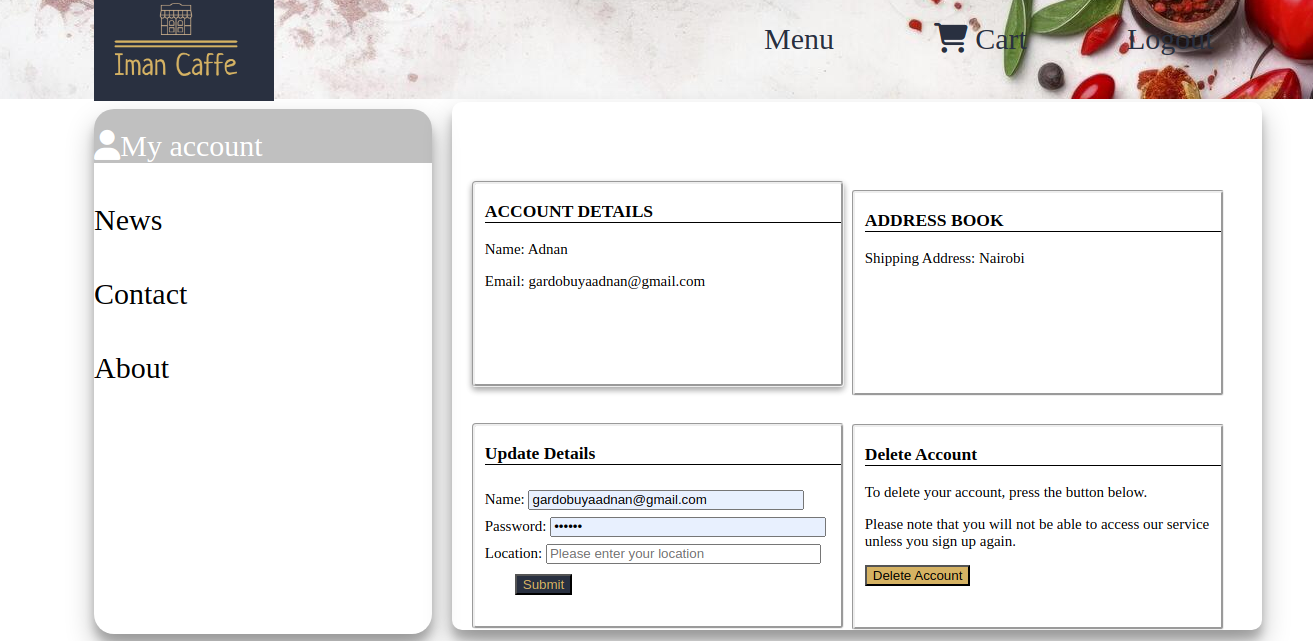 Iman Caffe
Menu
Cart
Logout
My account
News
Contact
About
ACCOUNT DETAILS
Name: Adnan
Email: gardobuyaadnan@gmail.com
ADDRESS BOOK
Shipping Address: Nairobi
Update Details
Name: gardobuyaadnan@gmail.com
Password: ••••••
Location: Please enter your location
Submit
Delete Account
To delete your account, press the button below.
Please note that you will not be able to access our service
unless you sign up again.
Delete Account